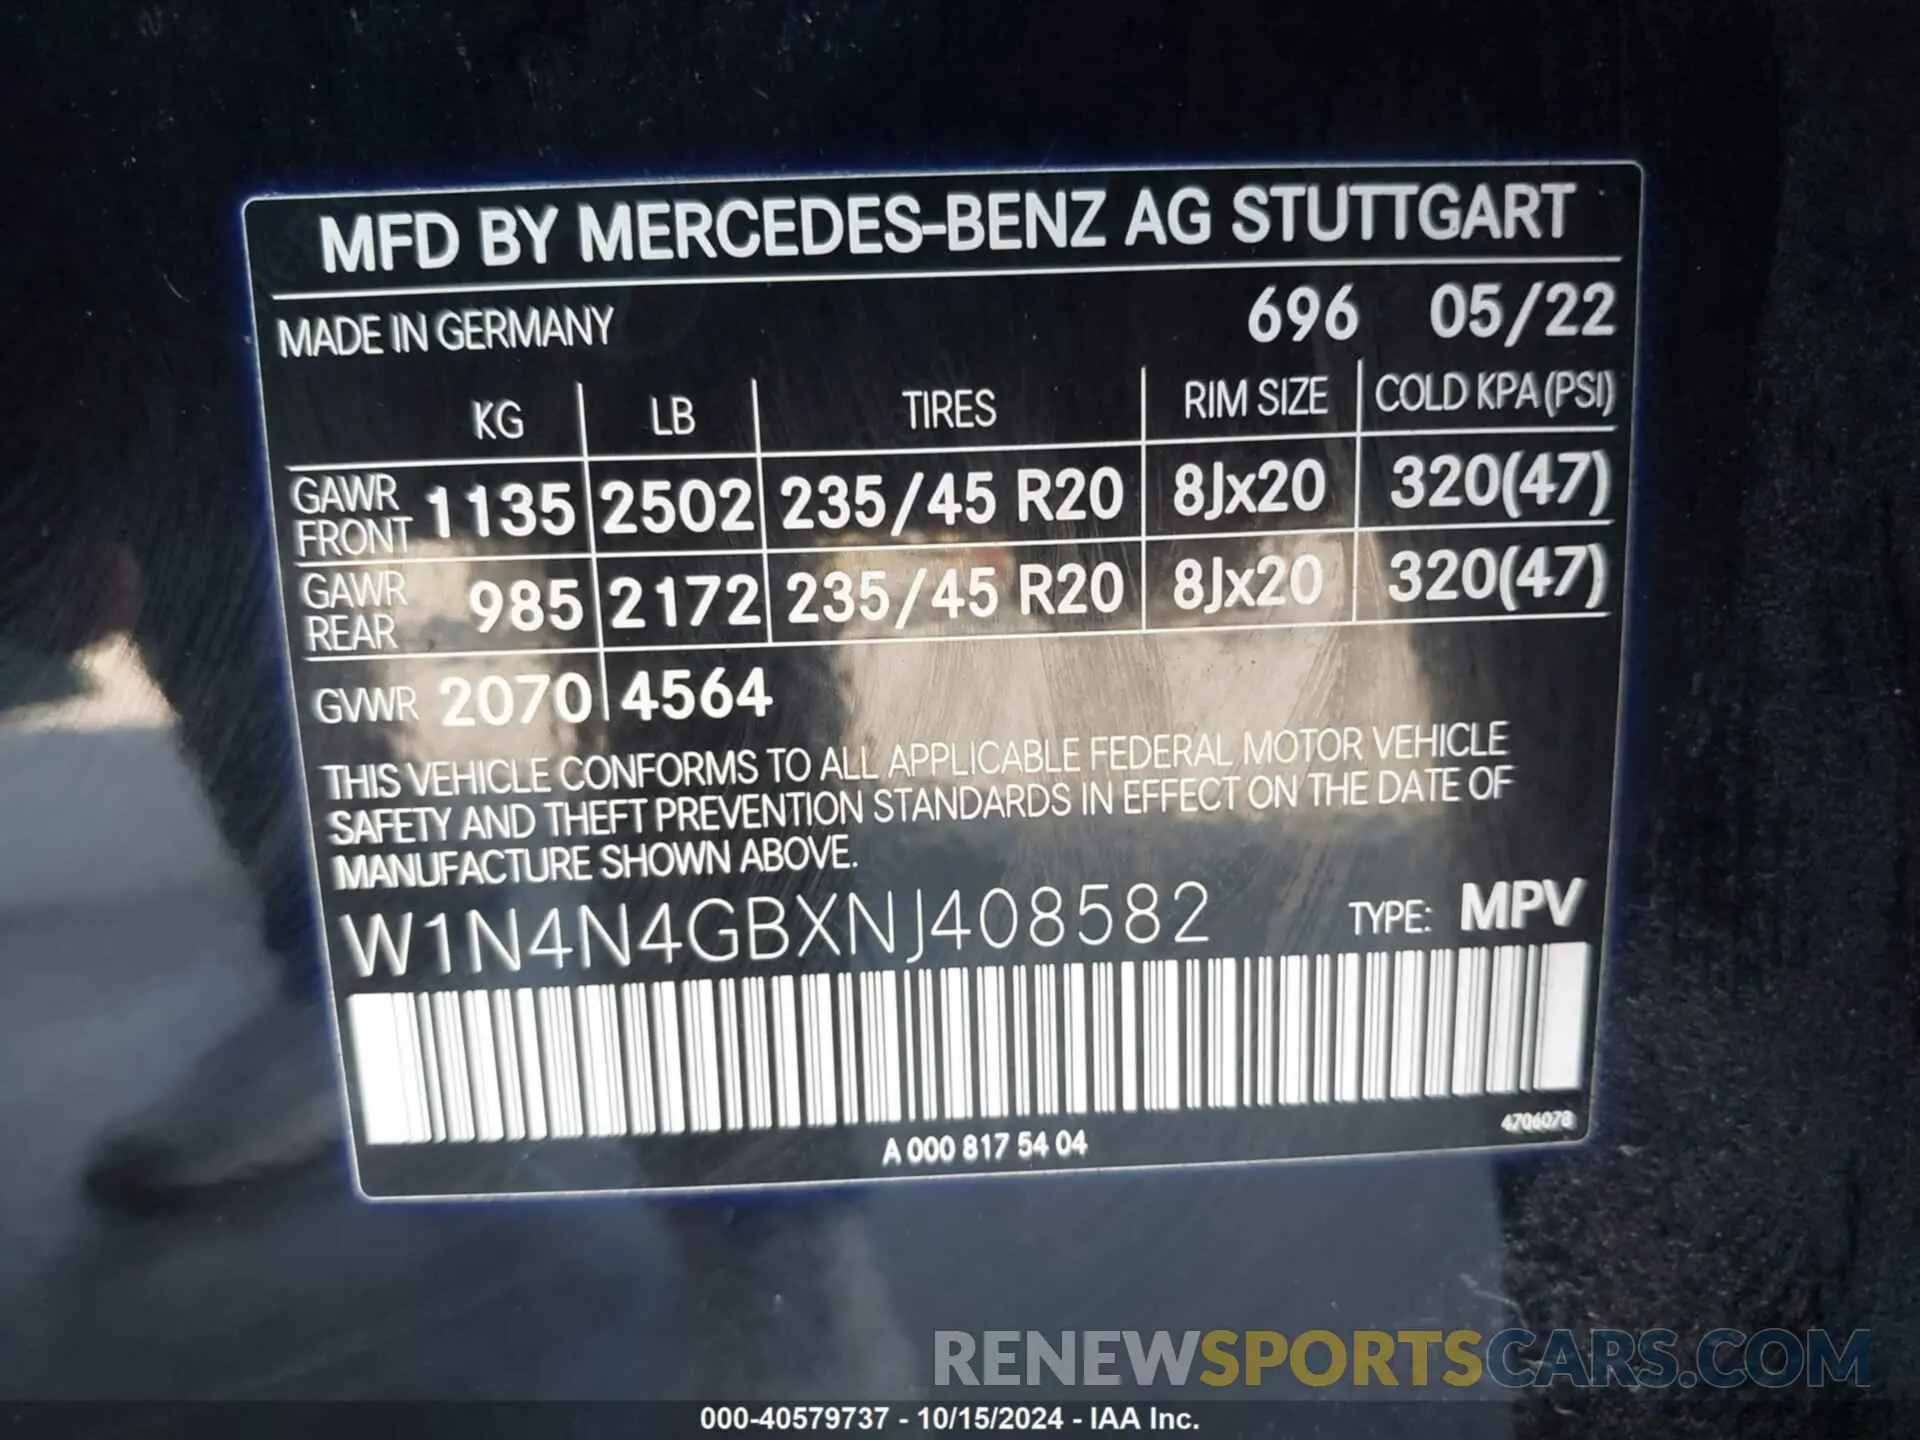 MFD BY MERCEDES-BENZ AG STUTTGART
MADE IN GERMANY 696 05/22
KG LB TIRES RIM SIZE COLD KPA (PSI)
GAWR FRONT 1135 2502 235/45 R20 8Jx20 320(47)
GAWR REAR 985 2172 235/45 R20 8Jx20 320(47)
GVWR 2070 4564
THIS VEHICLE CONFORMS TO ALL APPLICABLE FEDERAL MOTOR VEHICLE
SAFETY AND THEFT PREVENTION STANDARDS IN EFFECT ON THE DATE OF
MANUFACTURE SHOWN ABOVE.
W1N4N4GBXNJ408582 TYPE: MPV
4706078
A 000 817 54 04
RENEWSPORTSCARS.COM
000-40579737 - 10/15/2024 - IAA Inc.